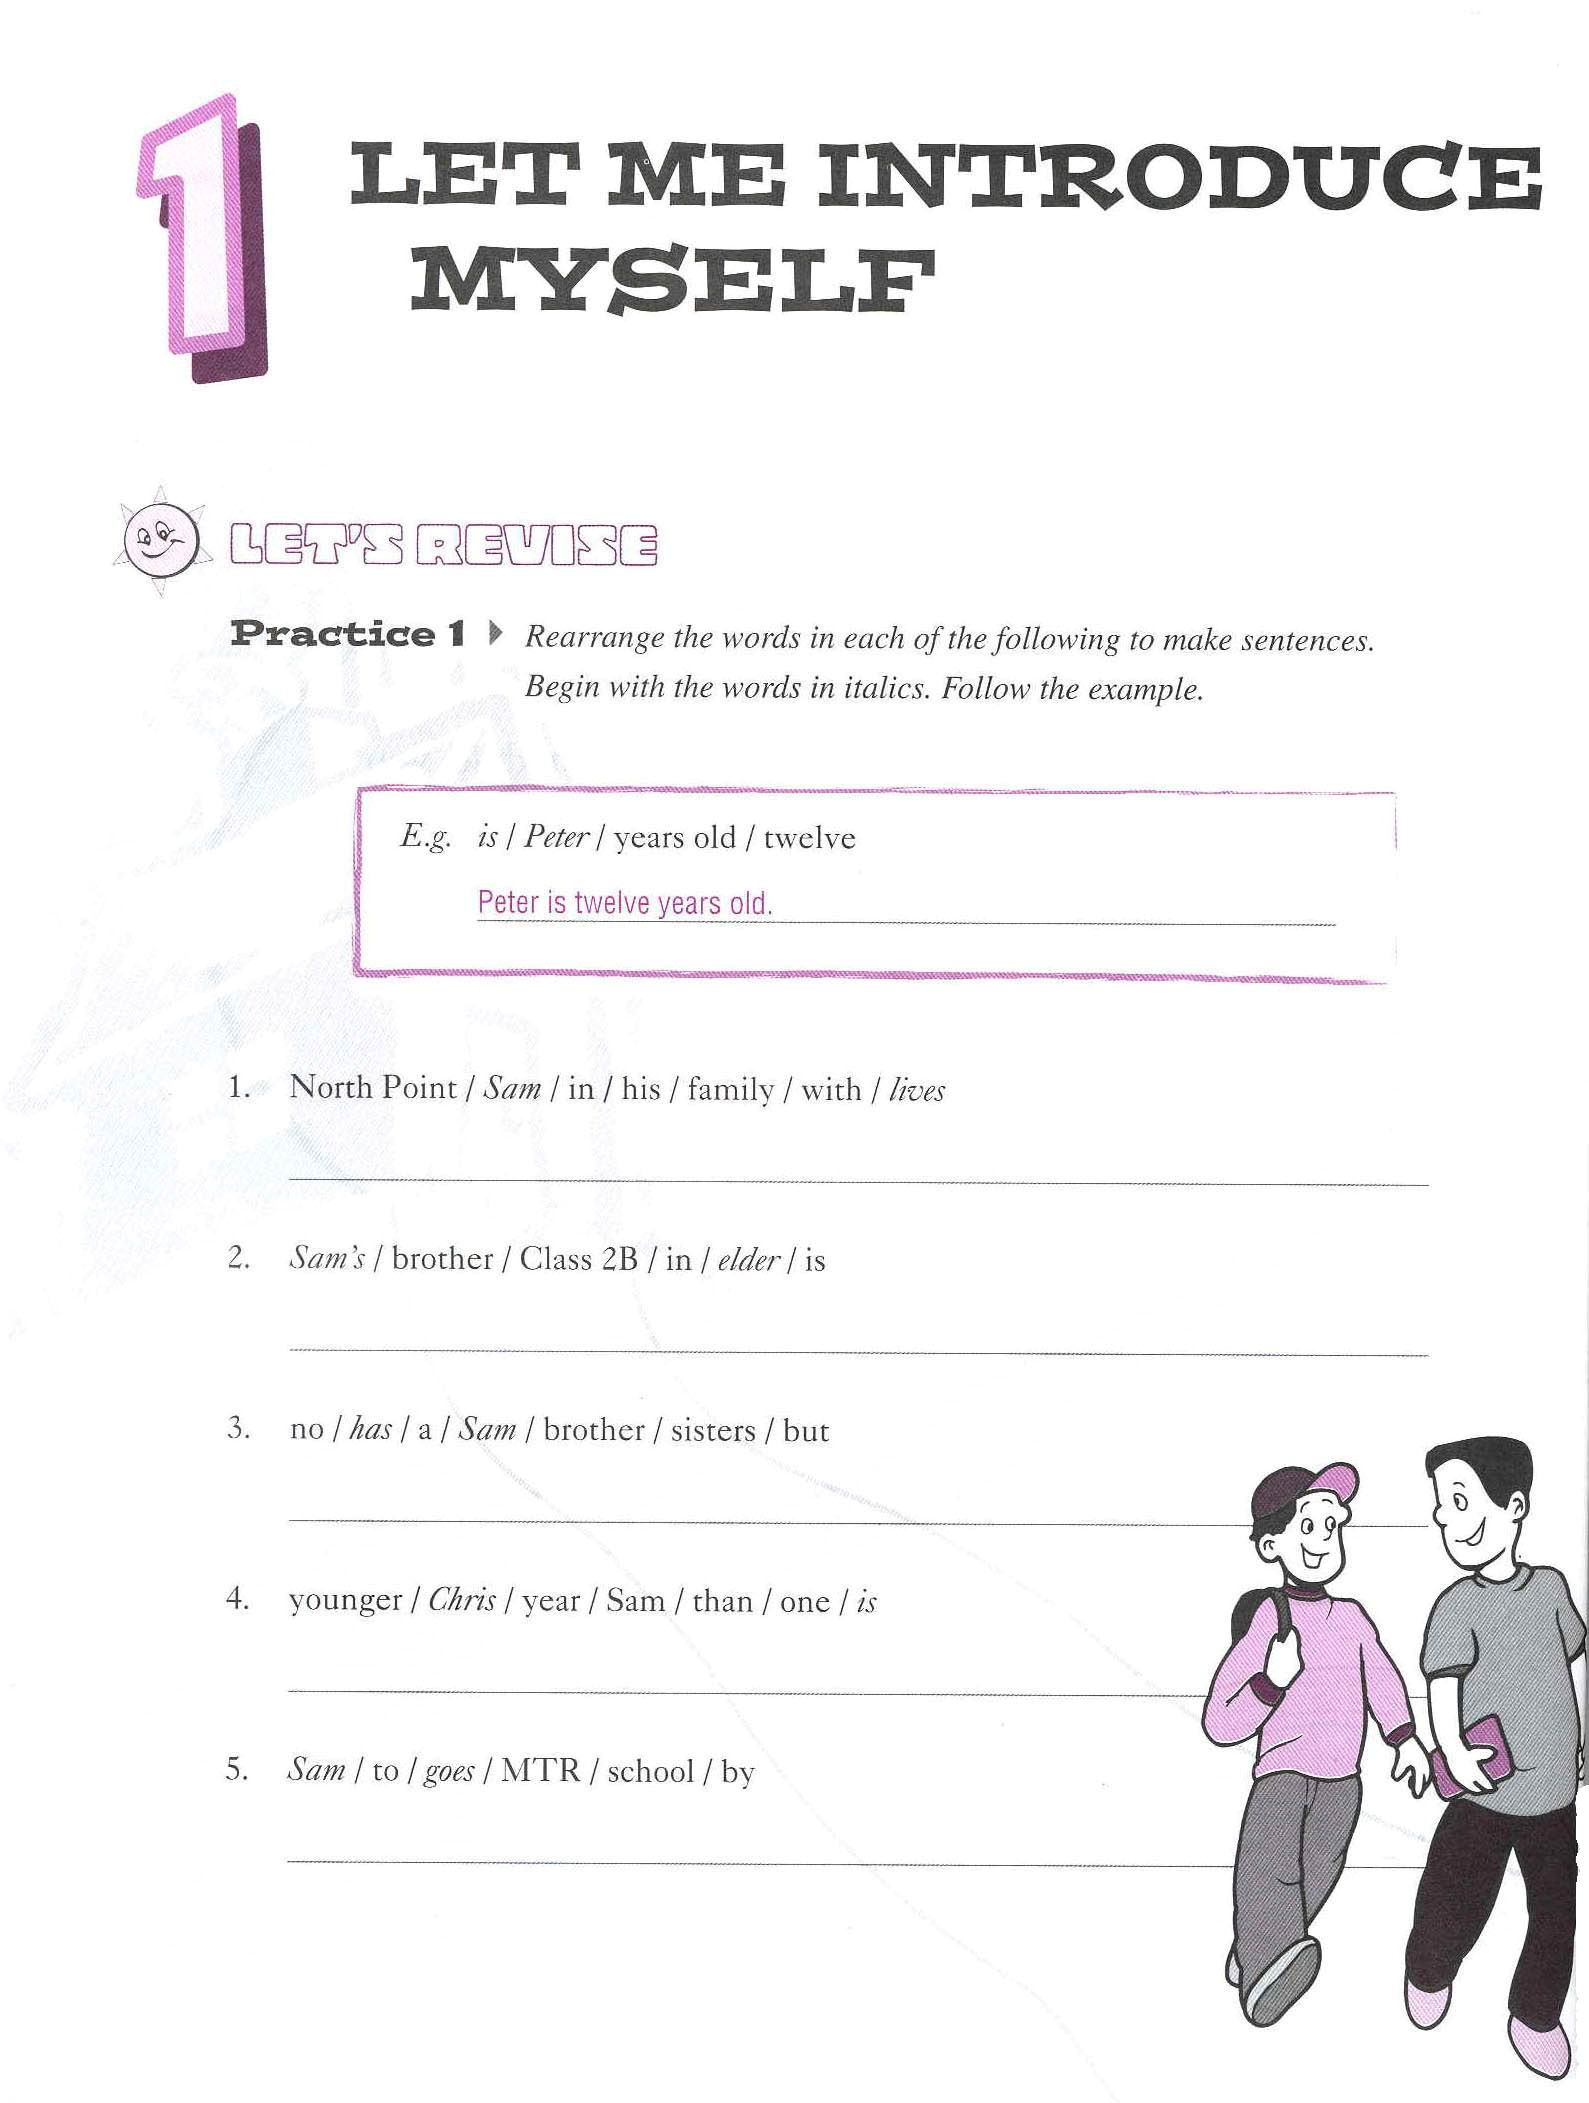 1
LET ME INTRODUCE
MYSELF
LET'S REVISE
Practice 1 Rearrange the words in each of the following to make sentences.
Begin with the words in italics. Follow the example.
E.g. is / Peter / years old / twelve
Peter is twelve years old.
1. North Point / Sam / in / his / family / with / lives
2. Sam's / brother / Class 2B / in / elder / is
3. no / has / a / Sam / brother / sisters / but
4. younger / Chris / year / Sam / than / one / is
5. Sam / to / goes / MTR / school / by